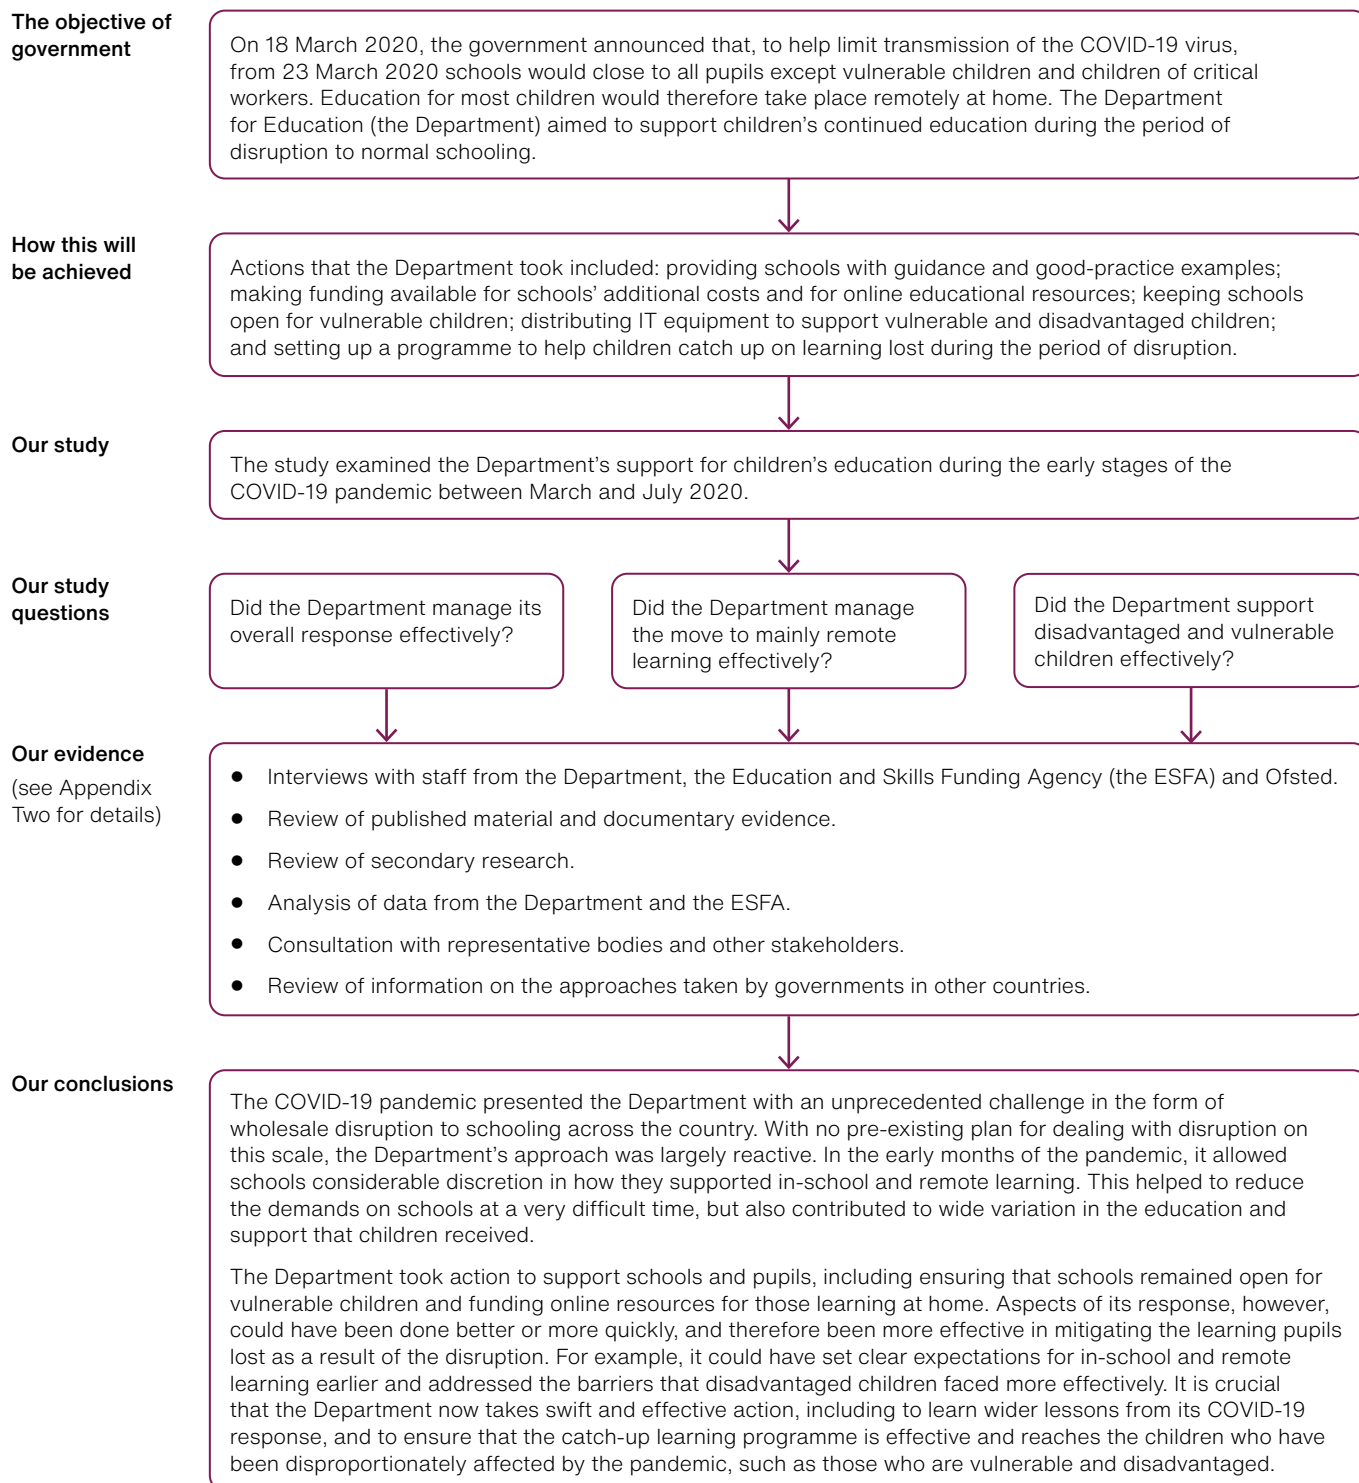 The objective of
government
On 18 March 2020, the government announced that, to help limit transmission of the COVID-19 virus,
from 23 March 2020 schools would close to all pupils except vulnerable children and children of critical
workers. Education for most children would therefore take place remotely at home. The Department
for Education (the Department) aimed to support children’s continued education during the period of
disruption to normal schooling.
How this will
be achieved
Actions that the Department took included: providing schools with guidance and good-practice examples;
making funding available for schools’ additional costs and for online educational resources; keeping schools
open for vulnerable children; distributing IT equipment to support vulnerable and disadvantaged children;
and setting up a programme to help children catch up on learning lost during the period of disruption.
Our study
The study examined the Department’s support for children’s education during the early stages of the
COVID-19 pandemic between March and July 2020.
Our study
questions
Did the Department manage its
overall response effectively?
Did the Department manage
the move to mainly remote
learning effectively?
Did the Department support
disadvantaged and vulnerable
children effectively?
Our evidence
(see Appendix
Two for details)
● Interviews with staff from the Department, the Education and Skills Funding Agency (the ESFA) and Ofsted.
● Review of published material and documentary evidence.
● Review of secondary research.
● Analysis of data from the Department and the ESFA.
● Consultation with representative bodies and other stakeholders.
● Review of information on the approaches taken by governments in other countries.
Our conclusions
The COVID-19 pandemic presented the Department with an unprecedented challenge in the form of
wholesale disruption to schooling across the country. With no pre-existing plan for dealing with disruption on
this scale, the Department’s approach was largely reactive. In the early months of the pandemic, it allowed
schools considerable discretion in how they supported in-school and remote learning. This helped to reduce
the demands on schools at a very difficult time, but also contributed to wide variation in the education and
support that children received.
The Department took action to support schools and pupils, including ensuring that schools remained open for
vulnerable children and funding online resources for those learning at home. Aspects of its response, however,
could have been done better or more quickly, and therefore been more effective in mitigating the learning pupils
lost as a result of the disruption. For example, it could have set clear expectations for in-school and remote
learning earlier and addressed the barriers that disadvantaged children faced more effectively. It is crucial
that the Department now takes swift and effective action, including to learn wider lessons from its COVID-19
response, and to ensure that the catch-up learning programme is effective and reaches the children who have
been disproportionately affected by the pandemic, such as those who are vulnerable and disadvantaged.